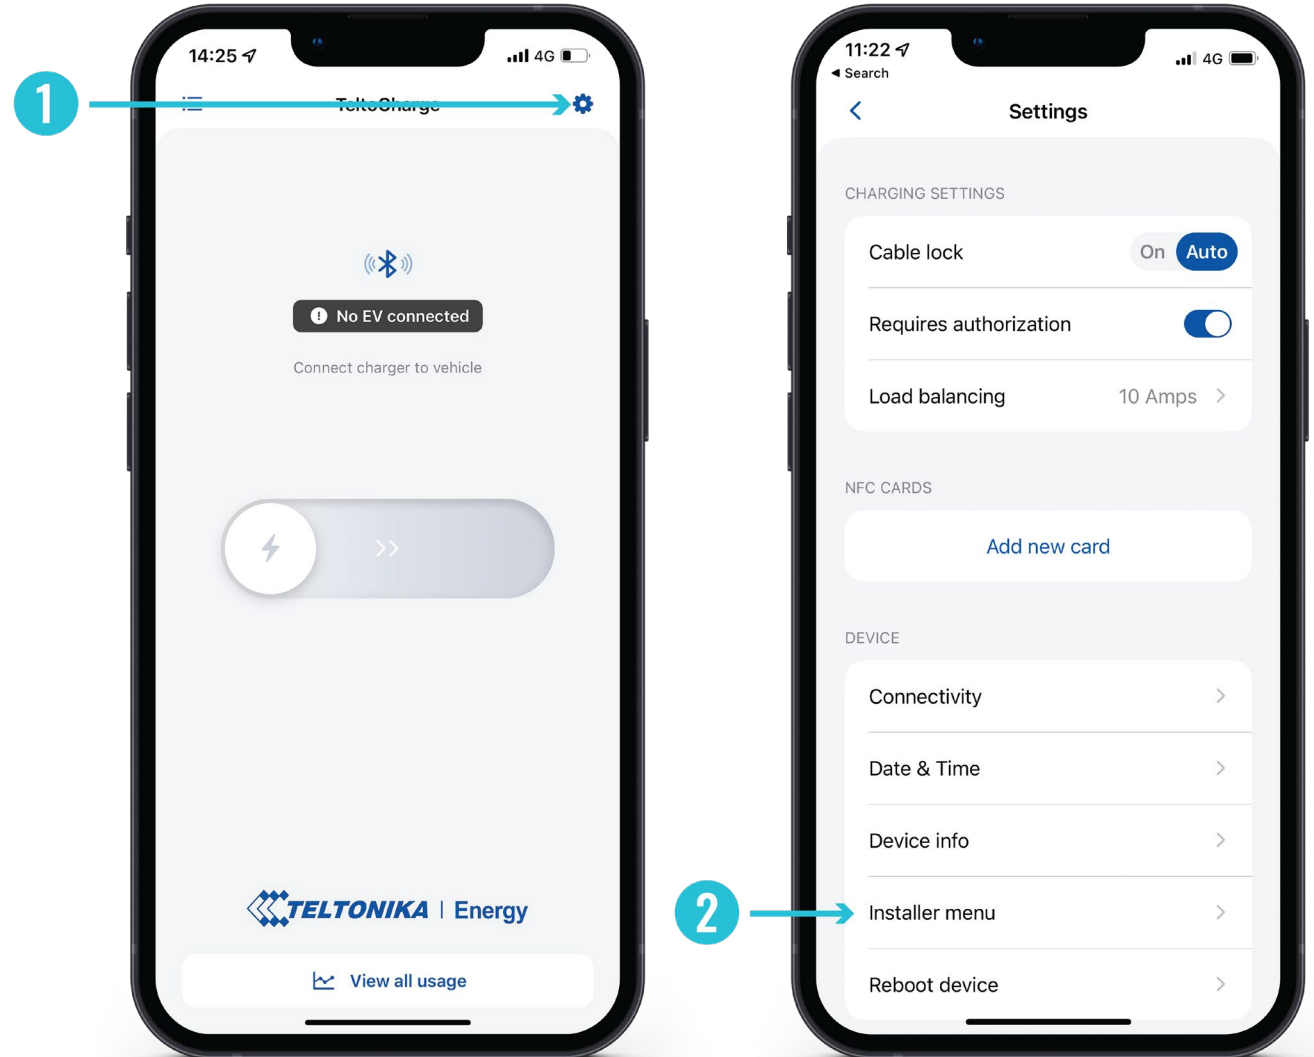 1
14:25
4G
TeltoCharge
No EV connected
Connect charger to vehicle
TELTONIKA | Energy
View all usage
2
11:22
4G
Search
Settings
CHARGING SETTINGS
Cable lock
On Auto
Requires authorization
Load balancing
10 Amps
NFC CARDS
Add new card
DEVICE
Connectivity
Date & Time
Device info
Installer menu
Reboot device